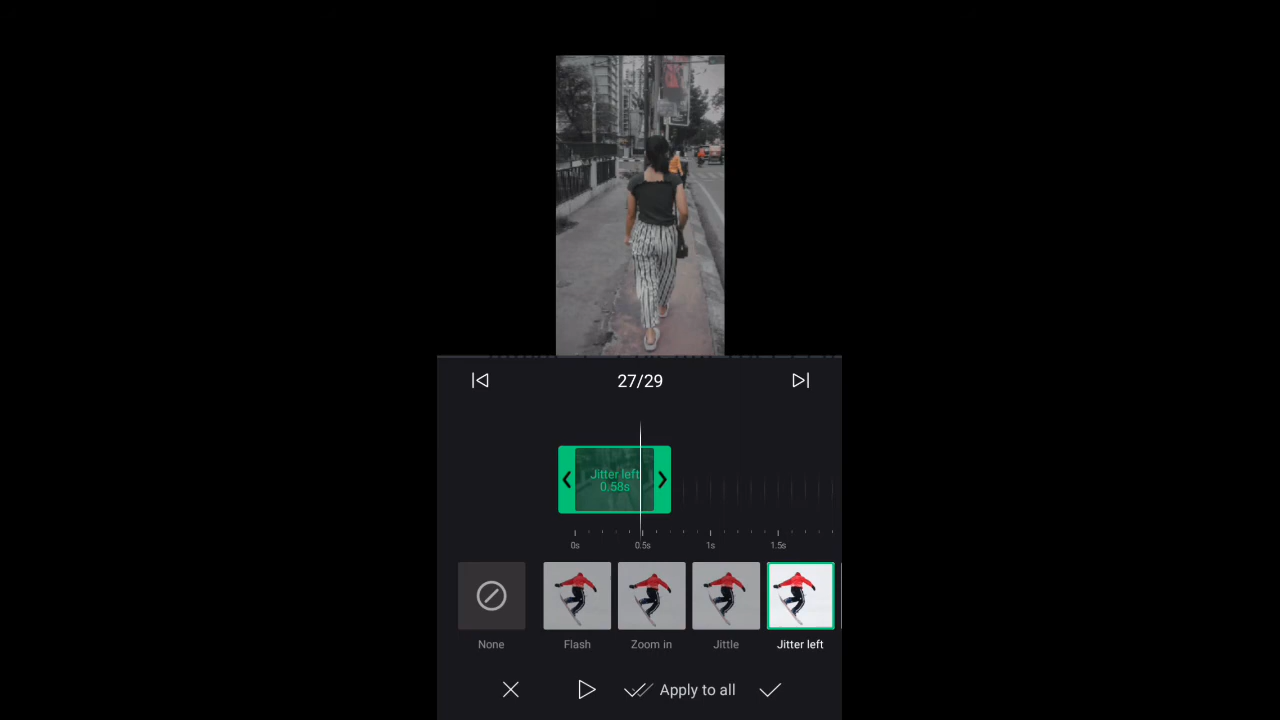 27/29
Jitter left
0.58s
0s 0.5s 1s 1.5s
None Flash Zoom in Jittle Jitter left
Apply to all